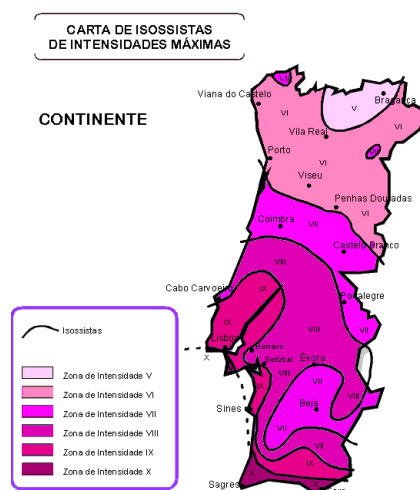 CARTA DE ISOSSISTAS
DE INTENSIDADES MÁXIMAS
VII
Viana do Castelo
Bragança
V
CONTINENTE
VI
VI
Vila Real
VII
Porto
VI
Viseu
Penhas Douradas
VI
Coimbra
VII
Castelo Branco
VIII
Cabo Carvoeiro
IX
Portalegre
IX
VIII
VII
Isossistas
Lisboa
Barreiro
X
Setúbal
Évora
VIII
VII
VIII
IX
Zona de Intensidade V
Zona de Intensidade VI
Zona de Intensidade VII
Zona de Intensidade VIII
Zona de Intensidade IX
Zona de Intensidade X
Sines
Beja
VII
VII
VIII
IX
Sagres
X
X